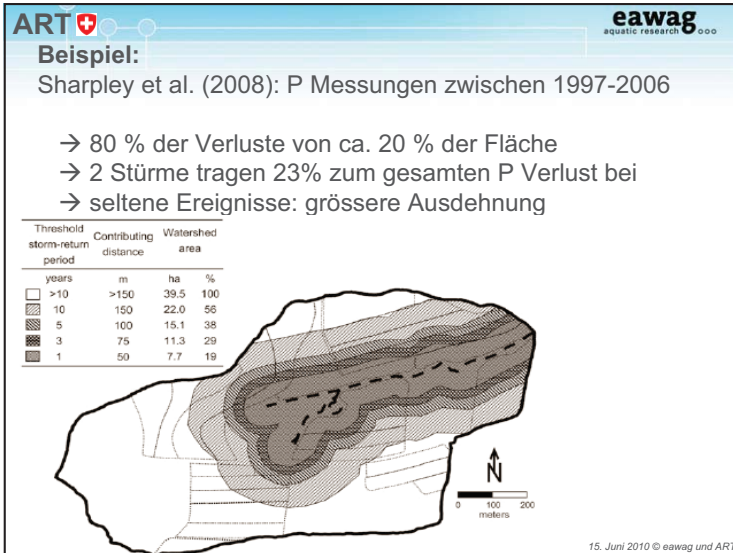 ART
eawag
aquatic research
Beispiel:
Sharpley et al. (2008): P Messungen zwischen 1997-2006
→ 80 % der Verluste von ca. 20 % der Fläche
→ 2 Stürme tragen 23% zum gesamten P Verlust bei
→ seltene Ereignisse: grössere Ausdehnung
Threshold storm-return period Contributing distance Watershed area
years m ha %
>10 >150 39.5 100
10 150 22.0 56
5 100 15.1 38
3 75 11.3 29
1 50 7.7 19
N
0 100 200
meters
15. Juni 2010 © eawag und ART